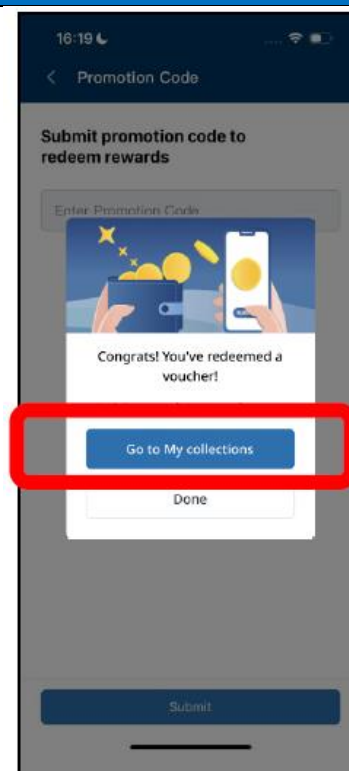 16:19
Promotion Code
Submit promotion code to
redeem rewards
Enter Promotion Code
Congrats! You've redeemed a
voucher!
Go to My collections
Done
Submit